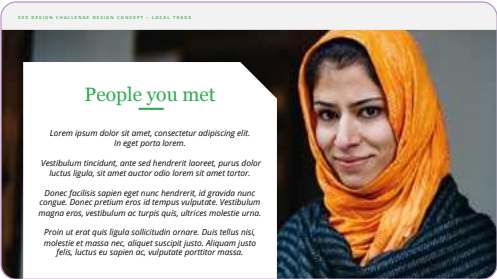 EXE DESIGN CHALLENGE DESIGN CONCEPT - LOCAL TRADE
People you met
Lorem ipsum dolor sit amet, consectetur adipiscing elit.
In eget porta lorem.
Vestibulum tincidunt, ante sed hendrerit laoreet, purus dolor
luctus ligula, sit amet auctor odio lorem sit amet tortor.
Donec facilisis sapien eget nunc hendrerit, id gravida nunc
congue. Donec pretium eros id tempus vulputate. Vestibulum
magna eros, vestibulum ac turpis quis, ultrices molestie urna.
Proin ut erat quis ligula sollicitudin ornare. Duis tellus nisi,
molestie et massa nec, aliquet suscipit justo. Aliquam justo
felis, luctus et sapien ac, vulputate porttitor massa.